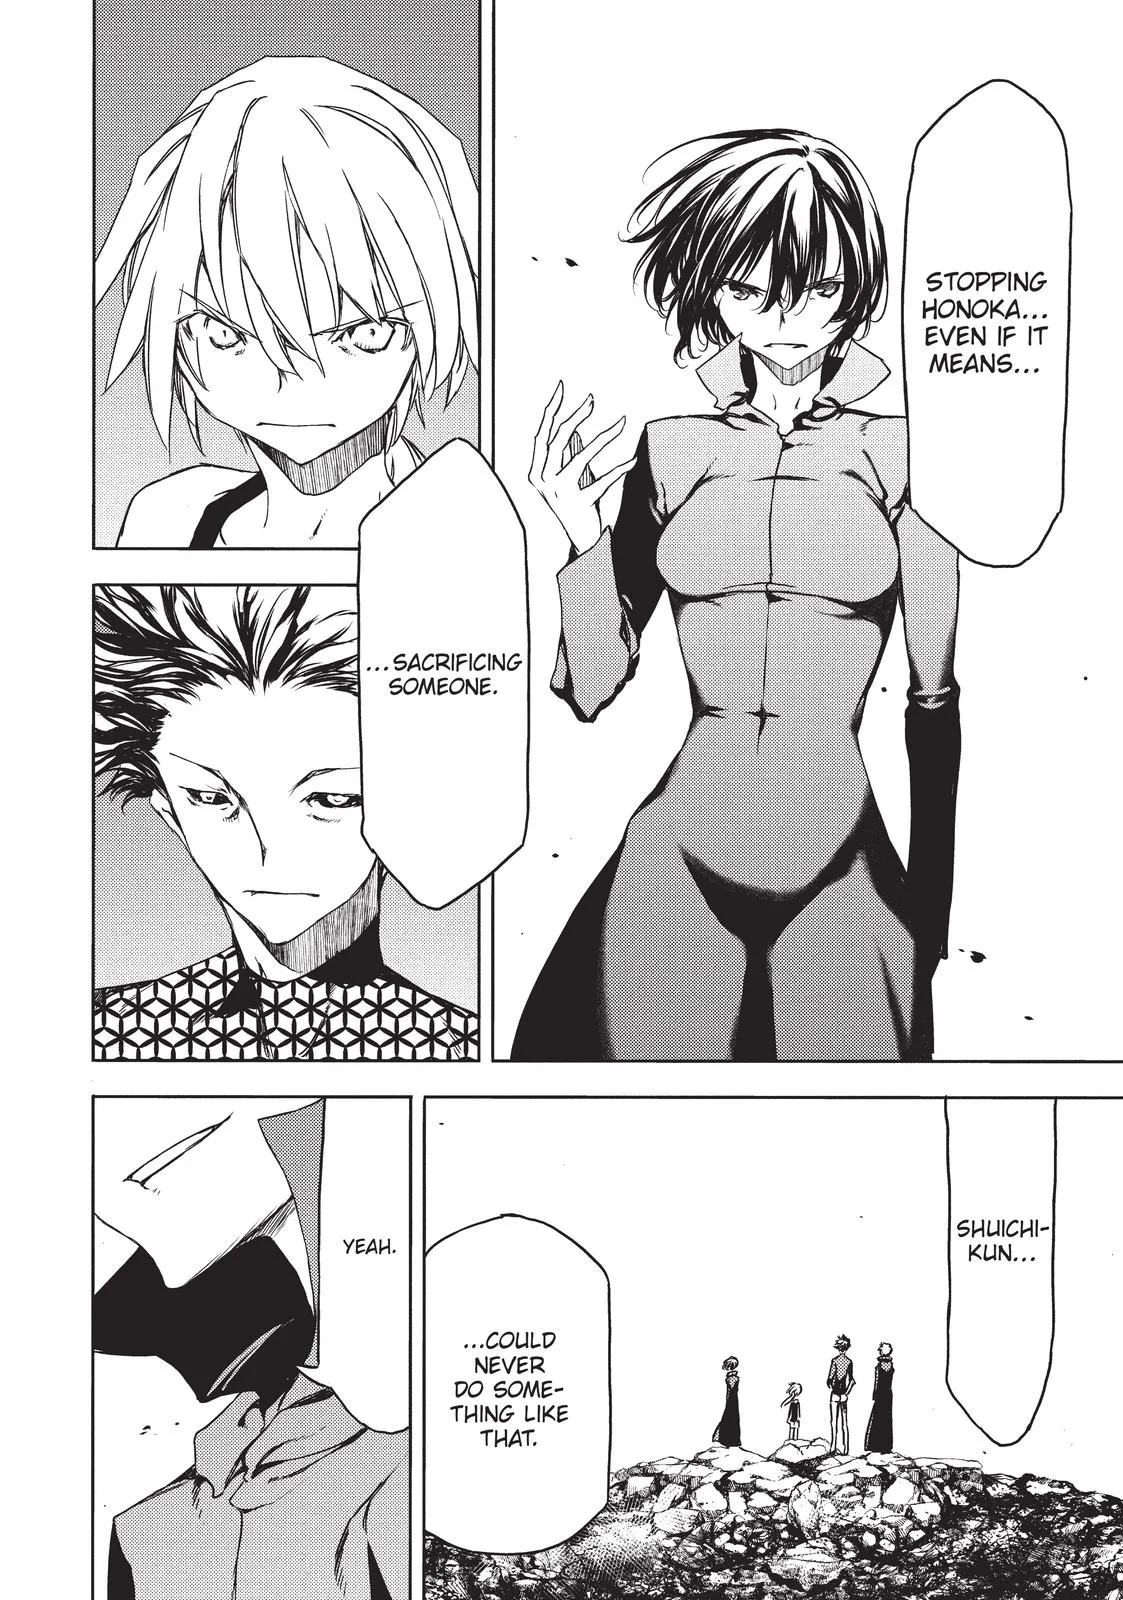 STOPPING
HONOKA...
EVEN IF IT
MEANS...
...SACRIFICING
SOMEONE.
SHUICHI-
KUN...
...COULD
NEVER
DO SOME-
THING LIKE
THAT.
YEAH.